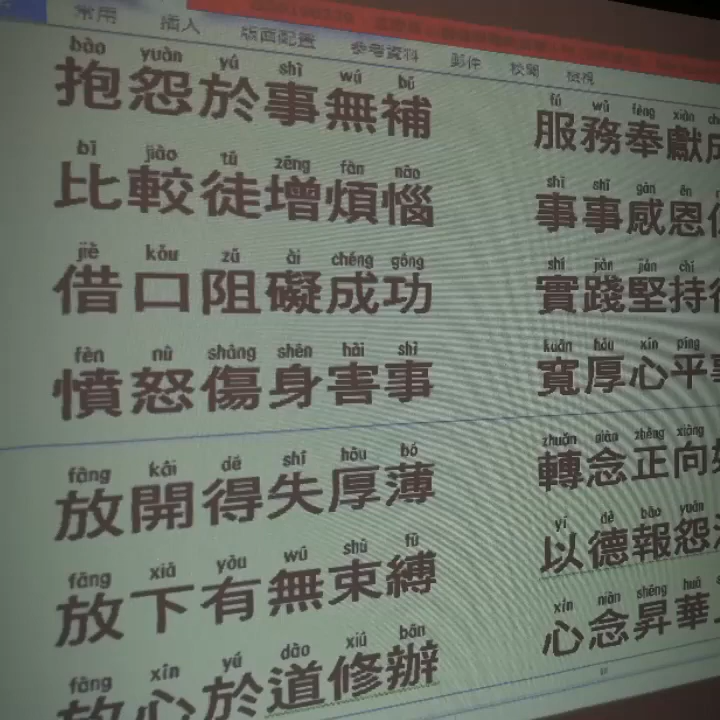 常用 插入 版面配置 參考資料 郵件 校閱 檢視
bào yuàn yú shì wú bǔ
抱怨於事無補
bǐ jiào tú zēng fán nǎo
比較徒增煩惱
jiè kǒu zǔ ài chéng gōng
借口阻礙成功
fèn nù shāng shēn hài shì
憤怒傷身害事
fàng kāi dé shī hòu bó
放開得失厚薄
fàng xià yǒu wú shù fù
放下有無束縛
fàng xīn yú dào xiū bàn
放心於道修辦
fú wù fèng xiàn
服務奉獻
shì shì gǎn ēn
事事感恩
shí jiàn jiān chí
實踐堅持
kuān hòu xīn píng
寬厚心平
zhuǎn niàn zhèng xiàng
轉念正向
yǐ dé bào yuàn
以德報怨
xīn niàn shēng huá
心念昇華